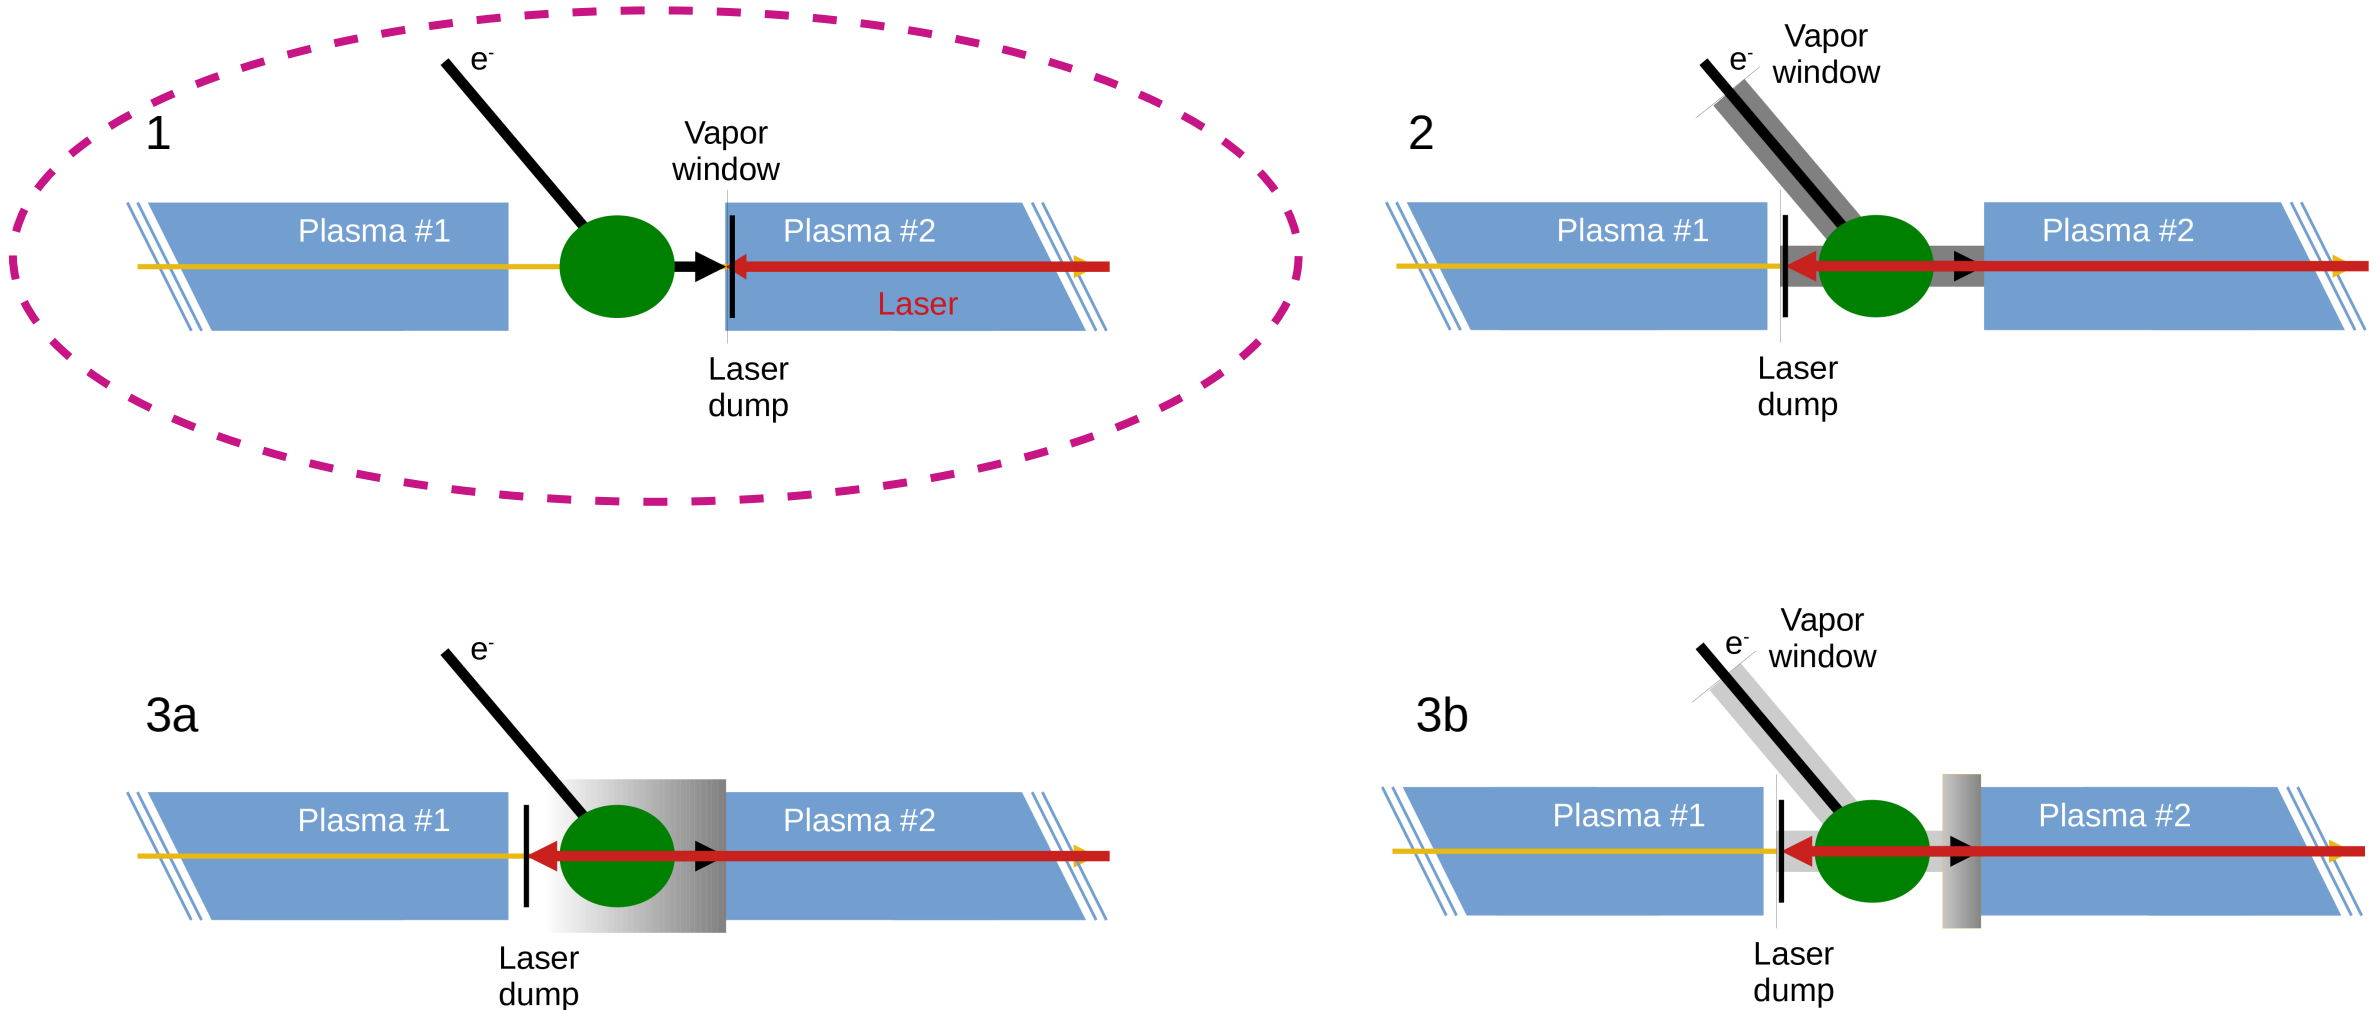 1
e-
Vapor
window
Plasma #1
Plasma #2
Laser
Laser
dump
2
e-
Vapor
window
Plasma #1
Plasma #2
Laser
dump
3a
e-
Plasma #1
Plasma #2
Laser
dump
3b
e-
Vapor
window
Plasma #1
Plasma #2
Laser
dump